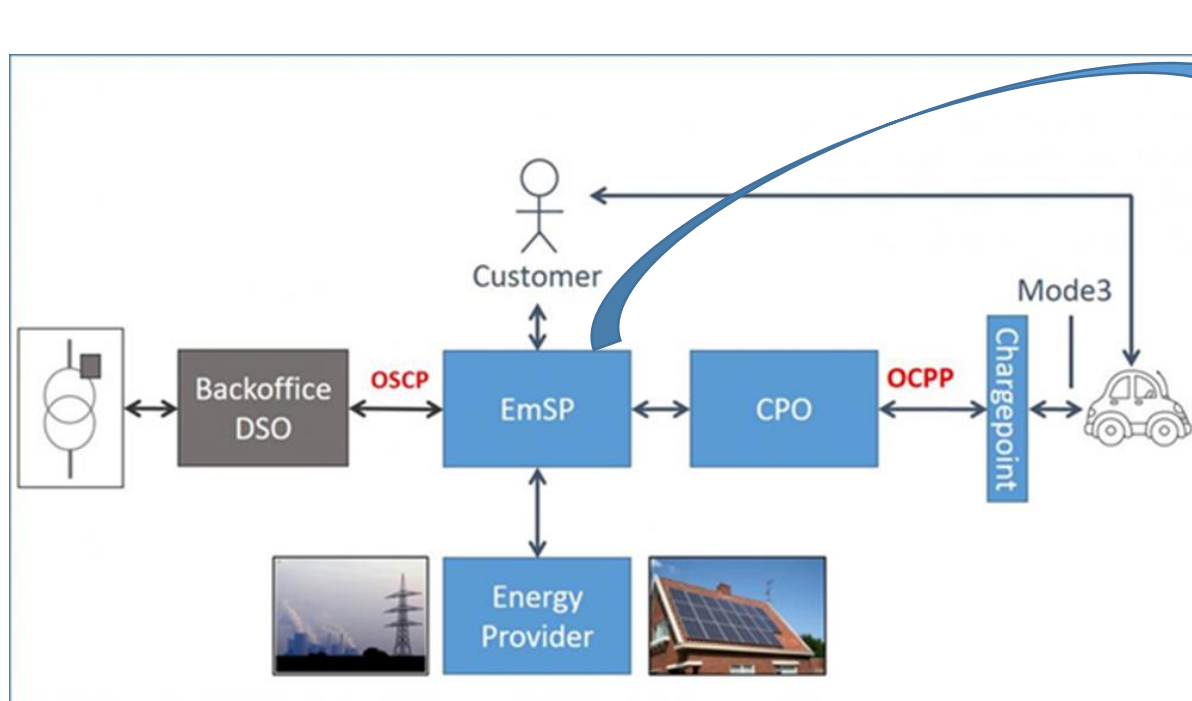 Customer
Mode3
Backoffice
DSO
OSCP
EmSP
CPO
OCPP
Chargepoint
Energy
Provider